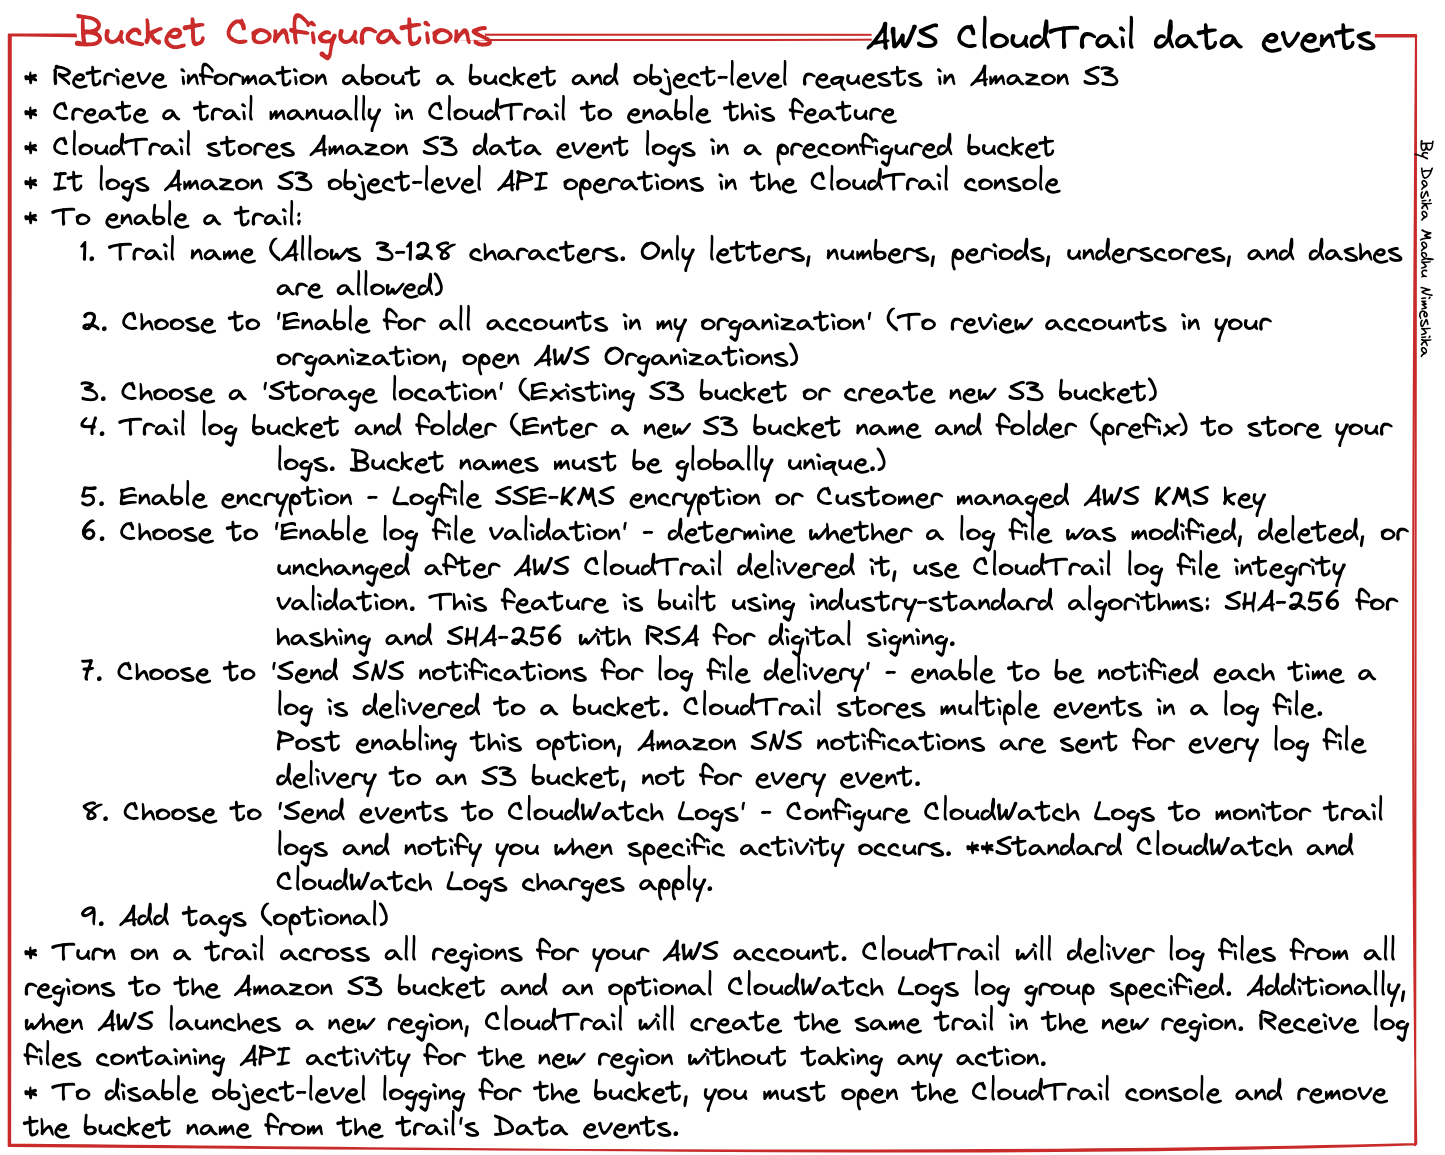 Bucket Configurations
AWS CloudTrail data events
* Retrieve information about a bucket and object-level requests in Amazon S3
* Create a trail manually in CloudTrail to enable this feature
* CloudTrail stores Amazon S3 data event logs in a preconfigured bucket
* It logs Amazon S3 object-level API operations in the CloudTrail console
* To enable a trail:
1. Trail name (Allows 3-128 characters. Only letters, numbers, periods, underscores, and dashes
are allowed)
2. Choose to 'Enable for all accounts in my organization' (To review accounts in your
organization, open AWS Organizations)
3. Choose a 'Storage location' (Existing S3 bucket or create new S3 bucket)
4. Trail log bucket and folder (Enter a new S3 bucket name and folder (prefix) to store your
logs. Bucket names must be globally unique.)
5. Enable encryption - Logfile SSE-KMS encryption or Customer managed AWS KMS key
6. Choose to 'Enable log file validation' - determine whether a log file was modified, deleted, or
unchanged after AWS CloudTrail delivered it, use CloudTrail log file integrity
validation. This feature is built using industry-standard algorithms: SHA-256 for
hashing and SHA-256 with RSA for digital signing.
7. Choose to 'Send SNS notifications for log file delivery' - enable to be notified each time a
log is delivered to a bucket. CloudTrail stores multiple events in a log file.
Post enabling this option, Amazon SNS notifications are sent for every log file
delivery to an S3 bucket, not for every event.
8. Choose to 'Send events to CloudWatch Logs' - Configure CloudWatch Logs to monitor trail
logs and notify you when specific activity occurs. **Standard CloudWatch and
CloudWatch Logs charges apply.
9. Add tags (optional)
* Turn on a trail across all regions for your AWS account. CloudTrail will deliver log files from all
regions to the Amazon S3 bucket and an optional CloudWatch Logs log group specified. Additionally,
when AWS launches a new region, CloudTrail will create the same trail in the new region. Receive log
files containing API activity for the new region without taking any action.
* To disable object-level logging for the bucket, you must open the CloudTrail console and remove
the bucket name from the trail's Data events.
By Dasika Madhu Nimeshika